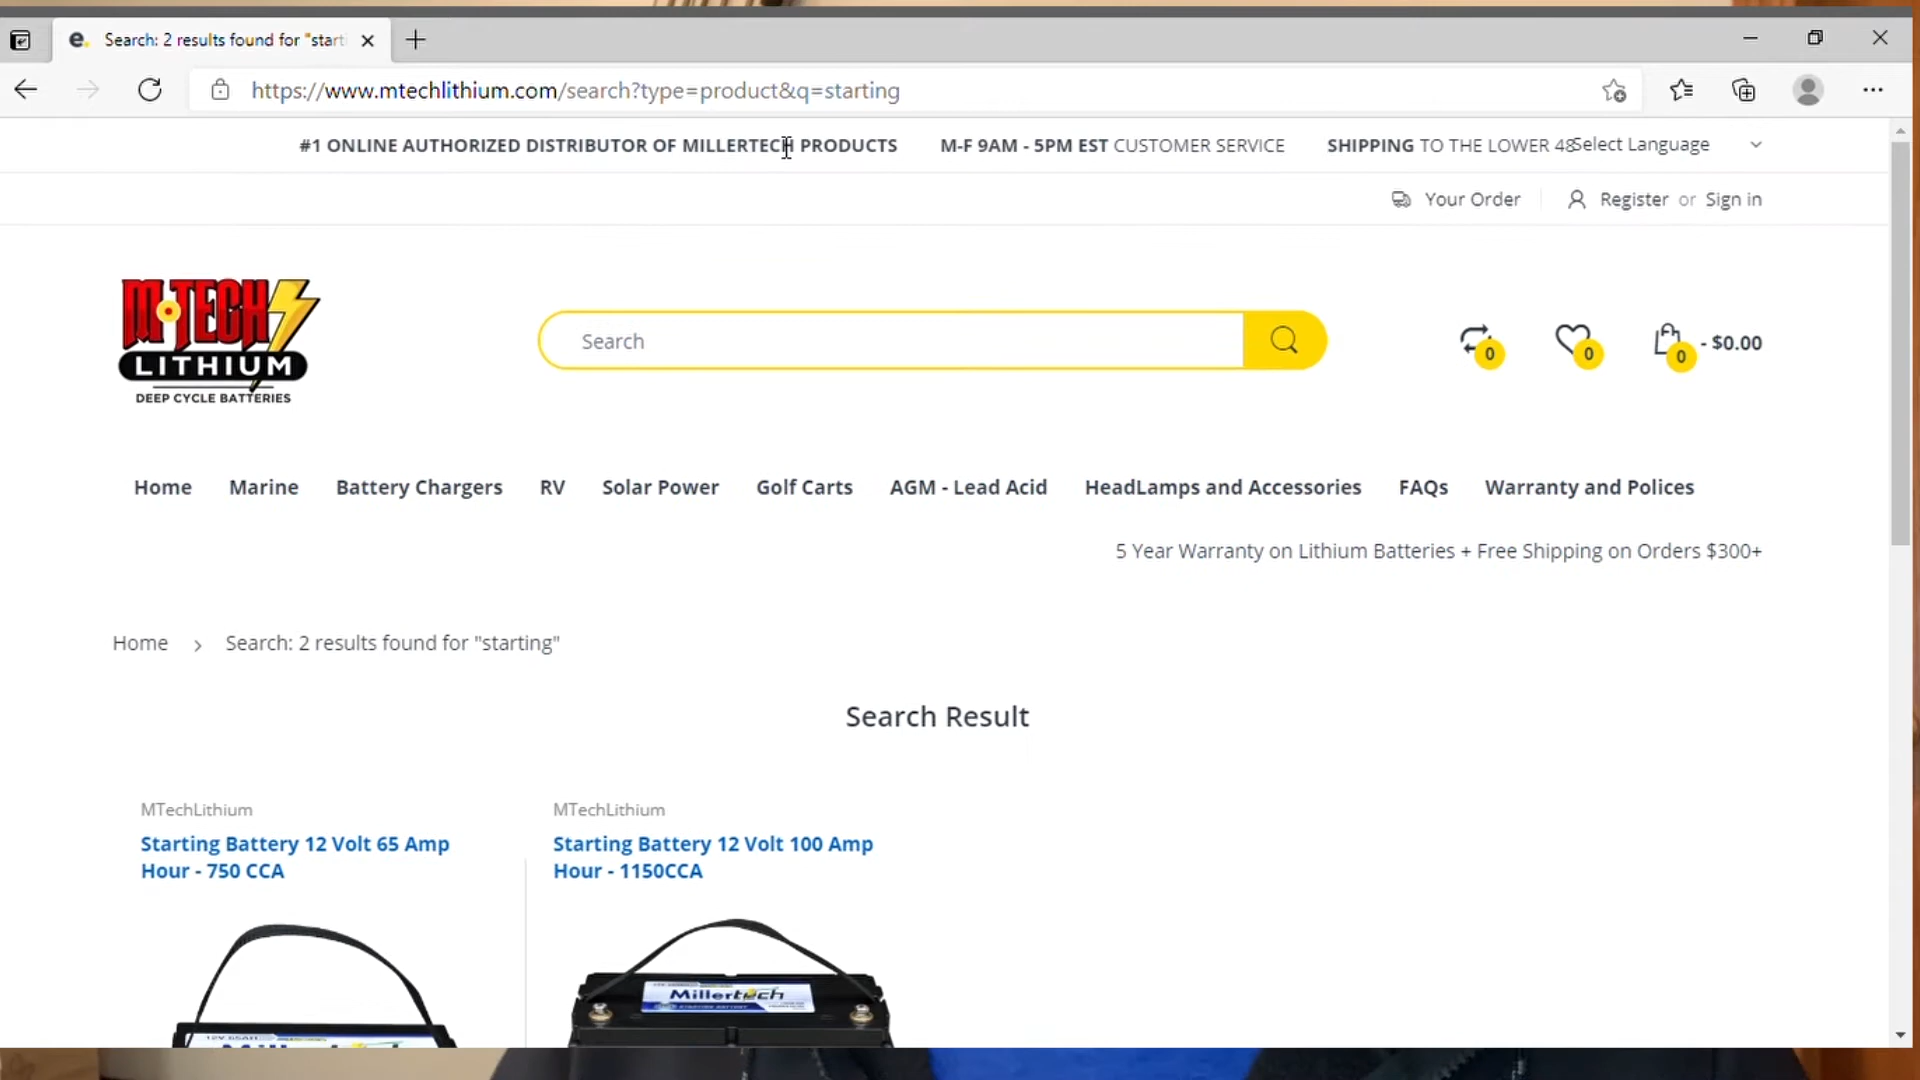 Search: 2 results found for "starti
https://www.mtechlithium.com/search?type=product&q=starting
#1 ONLINE AUTHORIZED DISTRIBUTOR OF MILLERTECH PRODUCTS
M-F 9AM - 5PM EST CUSTOMER SERVICE
SHIPPING TO THE LOWER 48
Select Language
Your Order
Register or Sign in
M-TECH
LITHIUM
DEEP CYCLE BATTERIES
Search
0
0
0
- $0.00
Home
Marine
Battery Chargers
RV
Solar Power
Golf Carts
AGM - Lead Acid
HeadLamps and Accessories
FAQs
Warranty and Polices
5 Year Warranty on Lithium Batteries + Free Shipping on Orders $300+
Home > Search: 2 results found for "starting"
Search Result
MTechLithium
Starting Battery 12 Volt 65 Amp
Hour - 750 CCA
MTechLithium
Starting Battery 12 Volt 100 Amp
Hour - 1150CCA
12V 65AH
Millertech
STARTING BATTERY